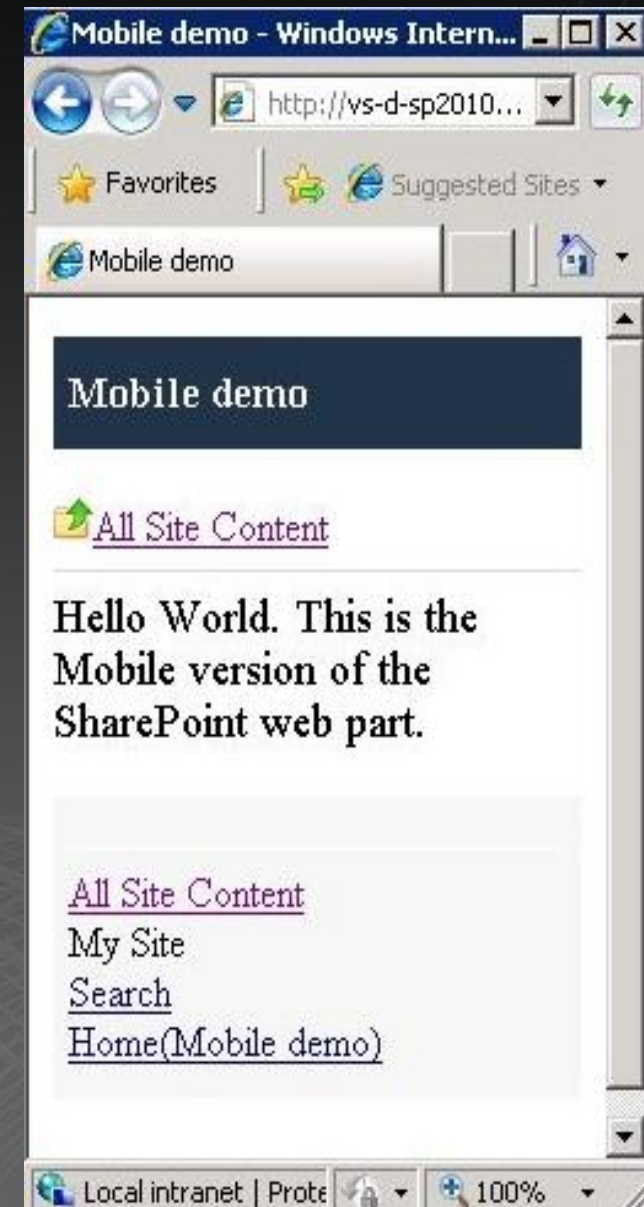 Mobile demo - Windows Intern...
http://vs-d-sp2010...
Favorites Suggested Sites
Mobile demo
Mobile demo
All Site Content
Hello World. This is the
Mobile version of the
SharePoint web part.
All Site Content
My Site
Search
Home(Mobile demo)
Local intranet | Prote 100%